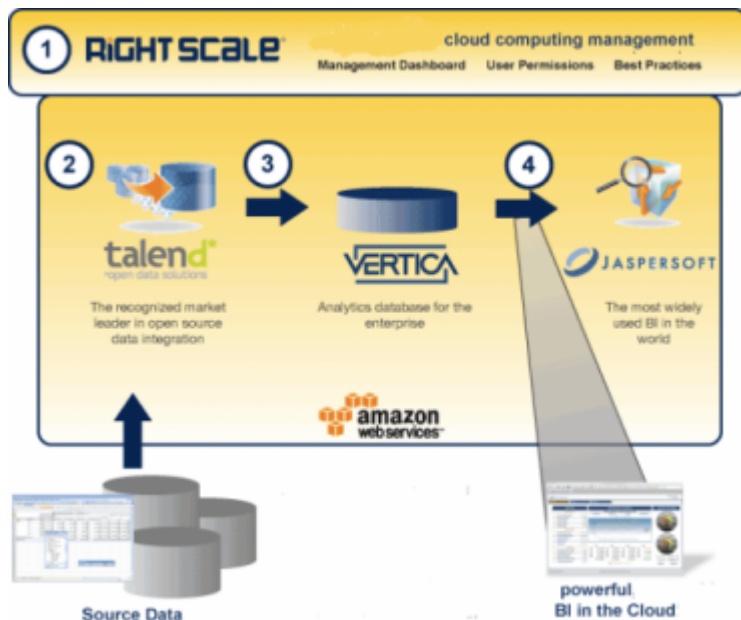 1
RIGHTSCALE
cloud computing management
Management Dashboard User Permissions Best Practices
2
3
4
talend*
*open data solutions
VERTICA
JASPERSOFT
The recognized market
leader in open source
data integration
Analytics database for the
enterprise
The most widely
used BI in the
world
amazon
webservices™
Source Data
powerful
BI in the Cloud